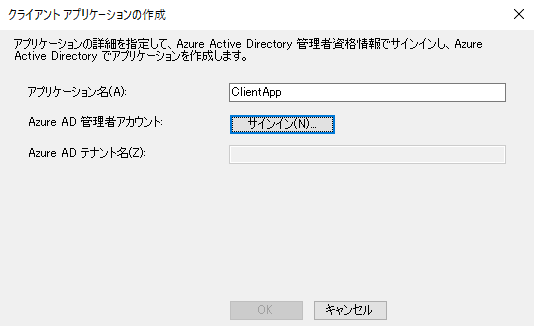 クライアント アプリケーションの作成
アプリケーションの詳細を指定して、Azure Active Directory 管理者資格情報でサインインし、Azure
Active Directory でアプリケーションを作成します。
アプリケーション名(A):
ClientApp
Azure AD 管理者アカウント:
サインイン(N)...
Azure AD テナント名(Z):
OK
キャンセル